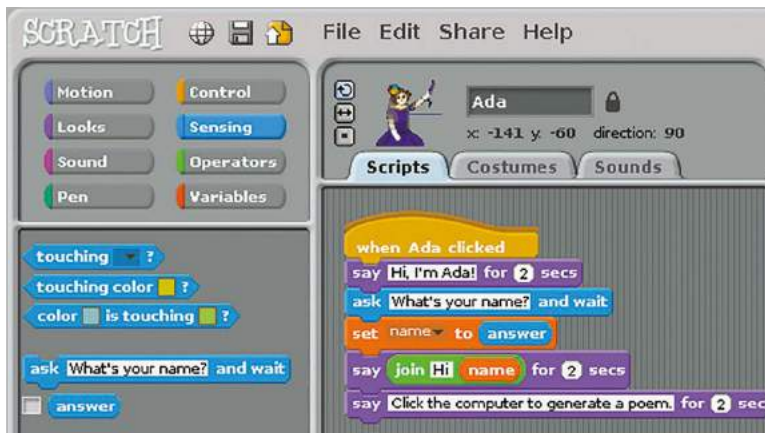 SCRATCH File Edit Share Help
Motion Control
Looks Sensing
Sound Operators
Pen Variables
Ada
x: -141 y: -60 direction: 90
Scripts Costumes Sounds
touching ?
touching color ?
color is touching ?
ask What's your name? and wait
answer
when Ada clicked
say Hi, I'm Ada! for 2 secs
ask What's your name? and wait
set name to answer
say join Hi name for 2 secs
say Click the computer to generate a poem. for 2 sec